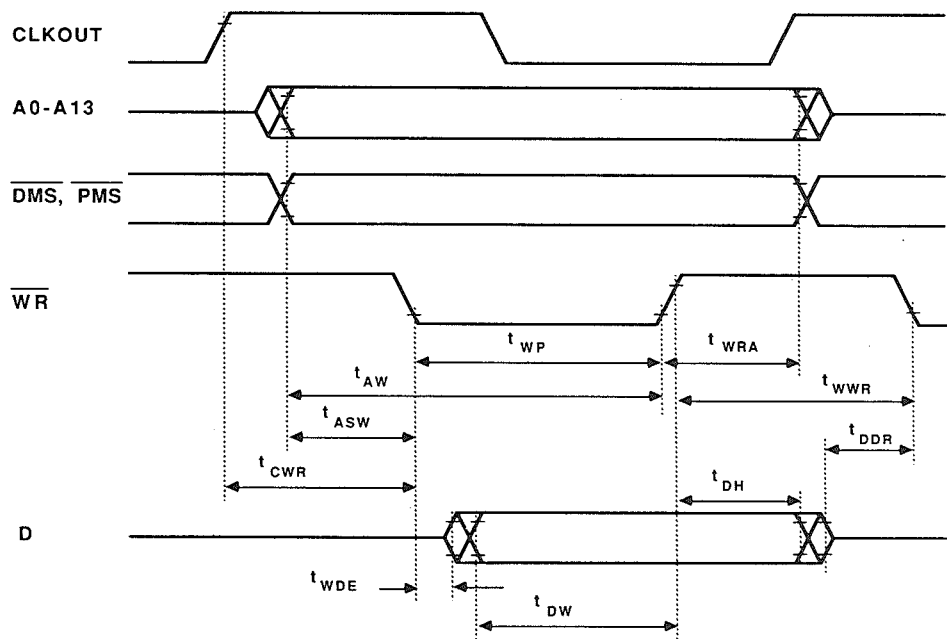 CLKOUT
A0-A13
DMS, PMS
WR
t WP
t WRA
t AW
t WWR
t ASW
t DDR
t CWR
t DH
D
t WDE
t DW